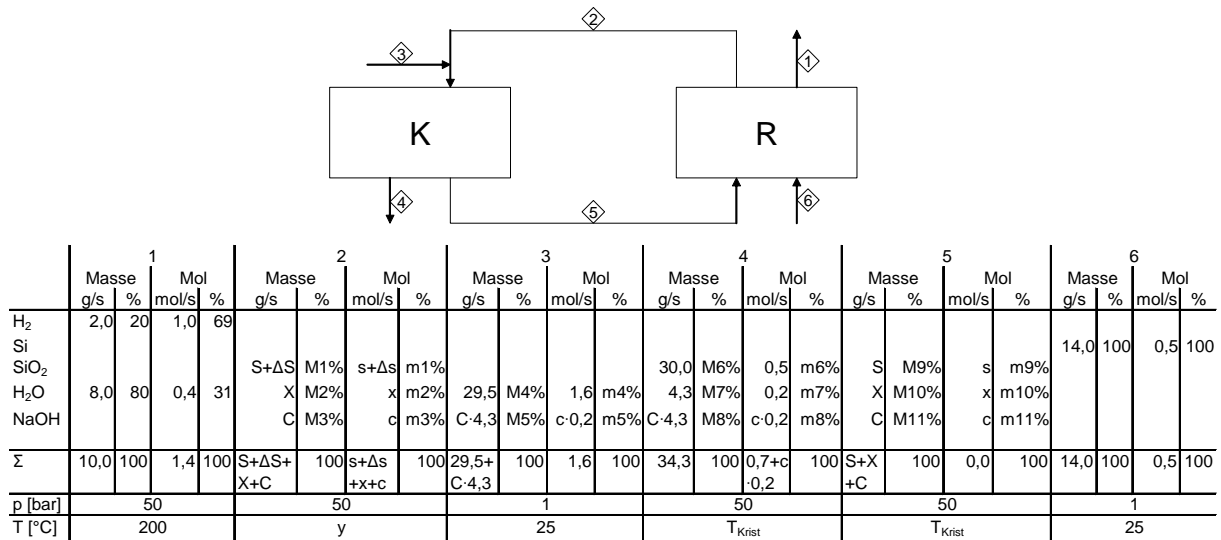 2
3
1
K
R
4
5
6
1 2 3 4 5 6
Masse Mol Masse Mol Masse Mol Masse Mol Masse Mol Masse Mol
g/s % mol/s % g/s % mol/s % g/s % mol/s % g/s % mol/s % g/s % mol/s % g/s % mol/s %
H₂ 2,0 20 1,0 69
Si 14,0 100 0,5 100
SiO₂ S+ΔS M1% s+Δs m1% 30,0 M6% 0,5 m6% S M9% s m9%
H₂O 8,0 80 0,4 31 X M2% x m2% 29,5 M4% 1,6 m4% 4,3 M7% 0,2 m7% X M10% x m10%
NaOH C M3% c m3% C·4,3 M5% c·0,2 m5% C·4,3 M8% c·0,2 m8% C M11% c m11%
Σ 10,0 100 1,4 100 S+ΔS+ 100 s+Δs 100 29,5+ 100 1,6 100 34,3 100 0,7+c 100 S+X 100 0,0 100 14,0 100 0,5 100
X+C +x+c C·4,3 ·0,2 +C
p [bar] 50 50 1 50 50 1
T [°C] 200 y 25 T_Krist T_Krist 25